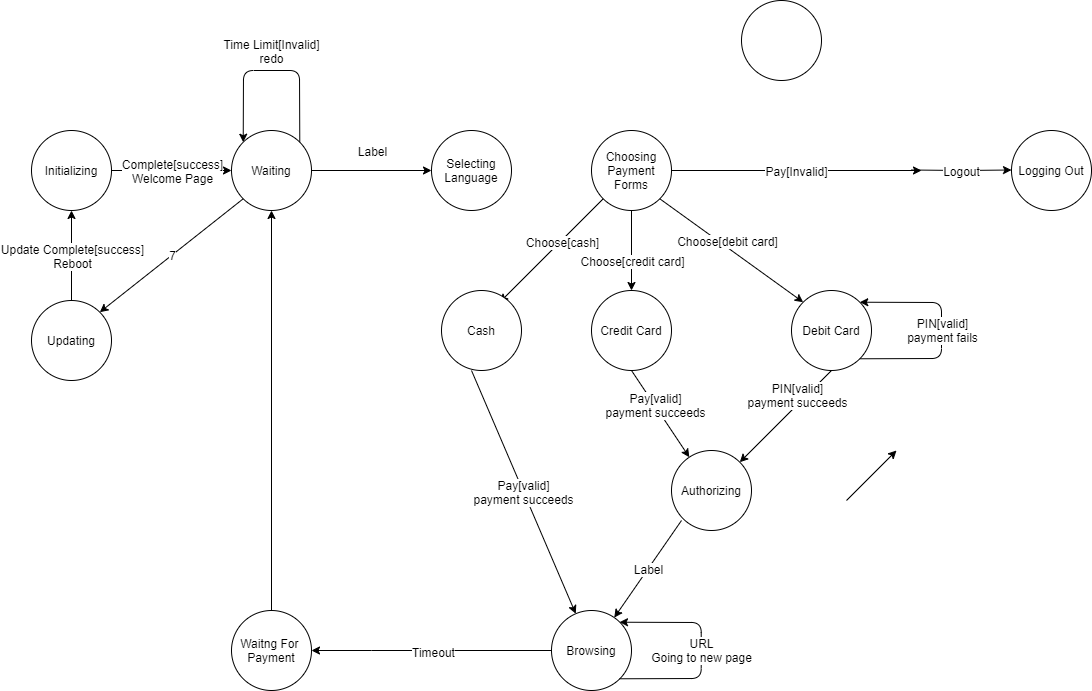 Time Limit[Invalid]
redo
Initializing
Complete[success]
Welcome Page
Waiting
Label
Selecting
Language
Choosing
Payment
Forms
Pay[Invalid]
Logout
Logging Out
Update Complete[success]
Reboot
7
Choose[cash]
Choose[credit card]
Choose[debit card]
Updating
Cash
Credit Card
Debit Card
PIN[valid]
payment fails
Pay[valid]
payment succeeds
PIN[valid]
payment succeeds
Pay[valid]
payment succeeds
Authorizing
Label
Waitng For
Payment
Timeout
Browsing
URL
Going to new page